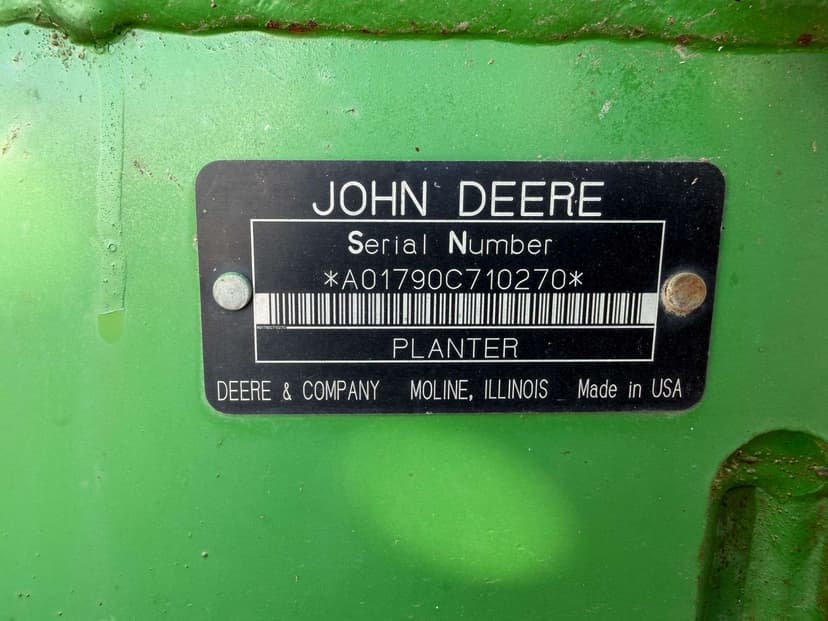 JOHN DEERE
Serial Number
*A01790C710270*
PLANTER
DEERE & COMPANY MOLINE, ILLINOIS Made in USA